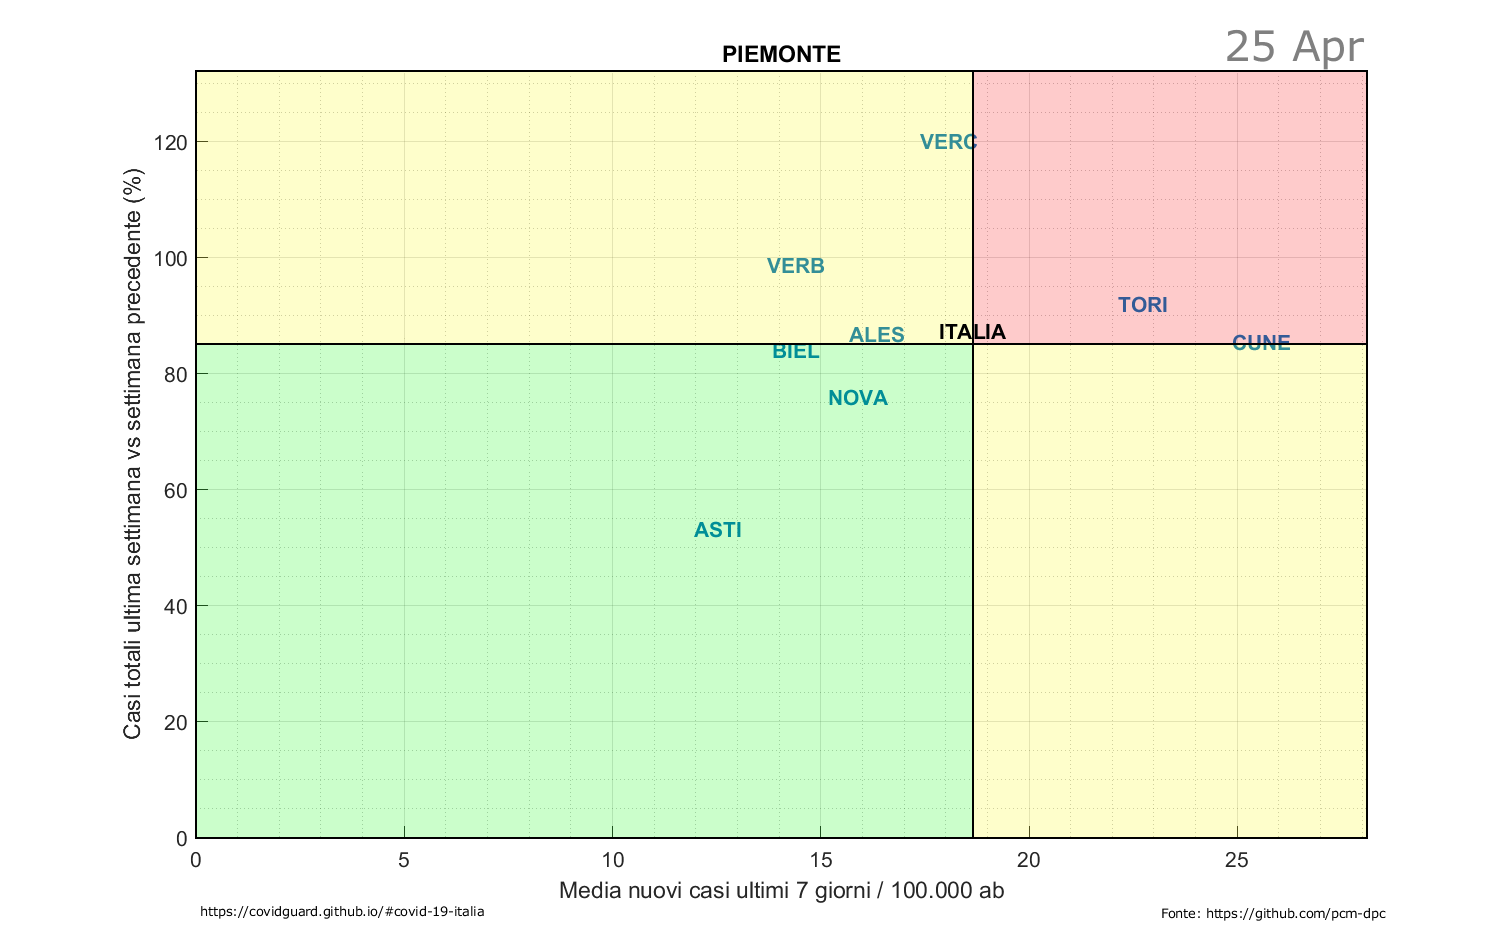 25 Apr
PIEMONTE
Casi totali ultima settimana vs settimana precedente (%)
120
100
80
60
40
20
0
VERC
VERB
TORI
ITALIA
ALES
CUNE
BIEL
NOVA
ASTI
0 5 10 15 20 25
Media nuovi casi ultimi 7 giorni / 100.000 ab
https://covidguard.github.io/#covid-19-italia
Fonte: https://github.com/pcm-dpc